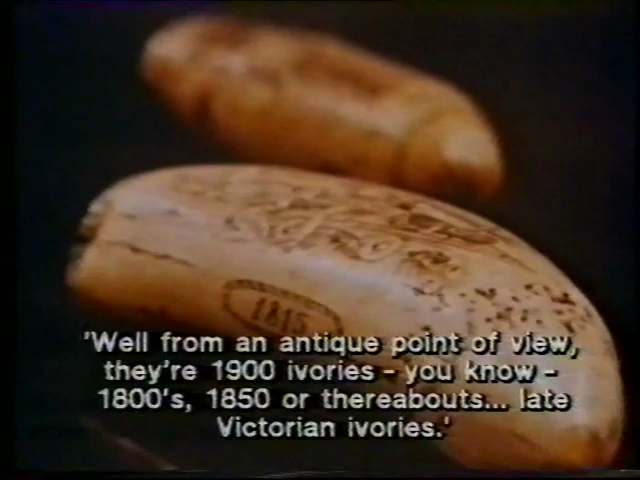 1815
'Well from an antique point of view,
they're 1900 ivories - you know -
1800's, 1850 or thereabouts... late
Victorian ivories.'